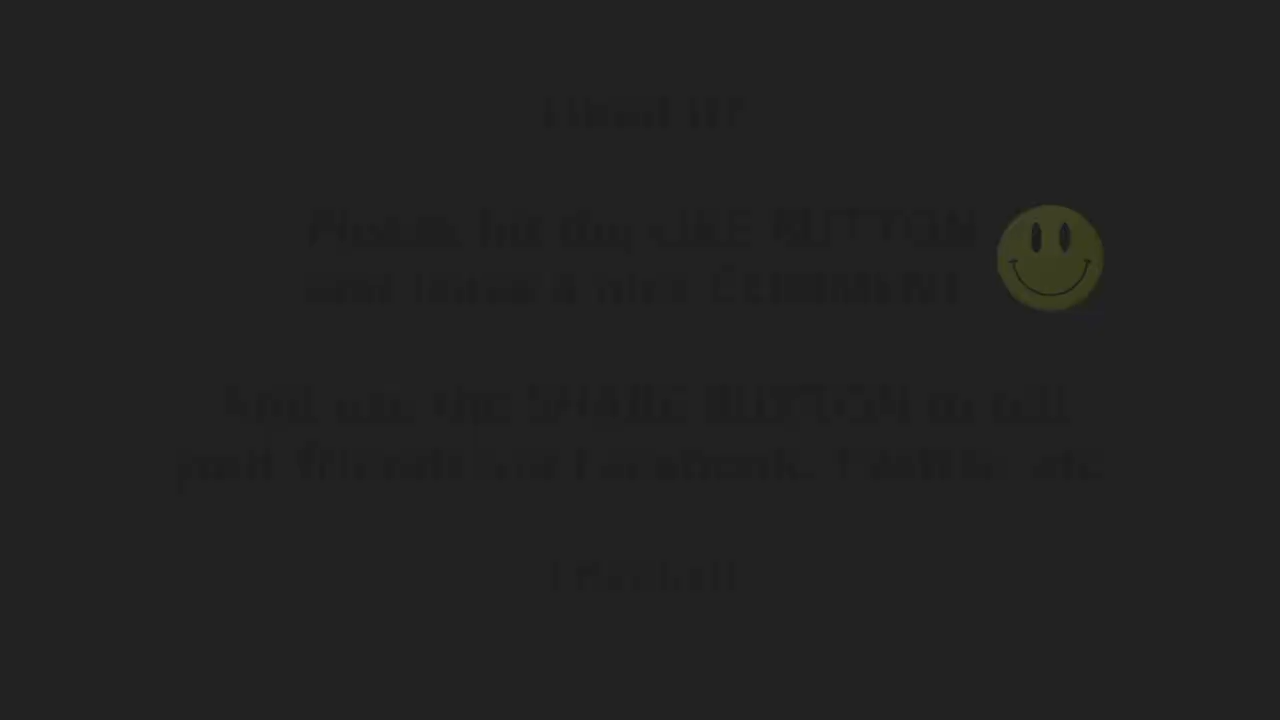 Please hit the LIKE BUTTON
and leave a nice COMMENT
And use the SHARE BUTTON to tell
your friends via Facebook, Twitter etc.